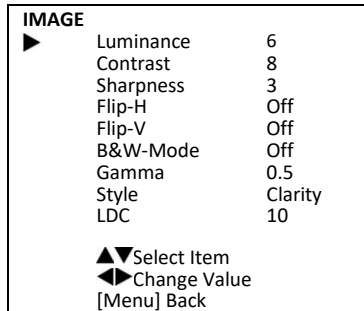 IMAGE
▶ Luminance 6
Contrast 8
Sharpness 3
Flip-H Off
Flip-V Off
B&W-Mode Off
Gamma 0.5
Style Clarity
LDC 10
▲▼Select Item
◀▶Change Value
[Menu] Back